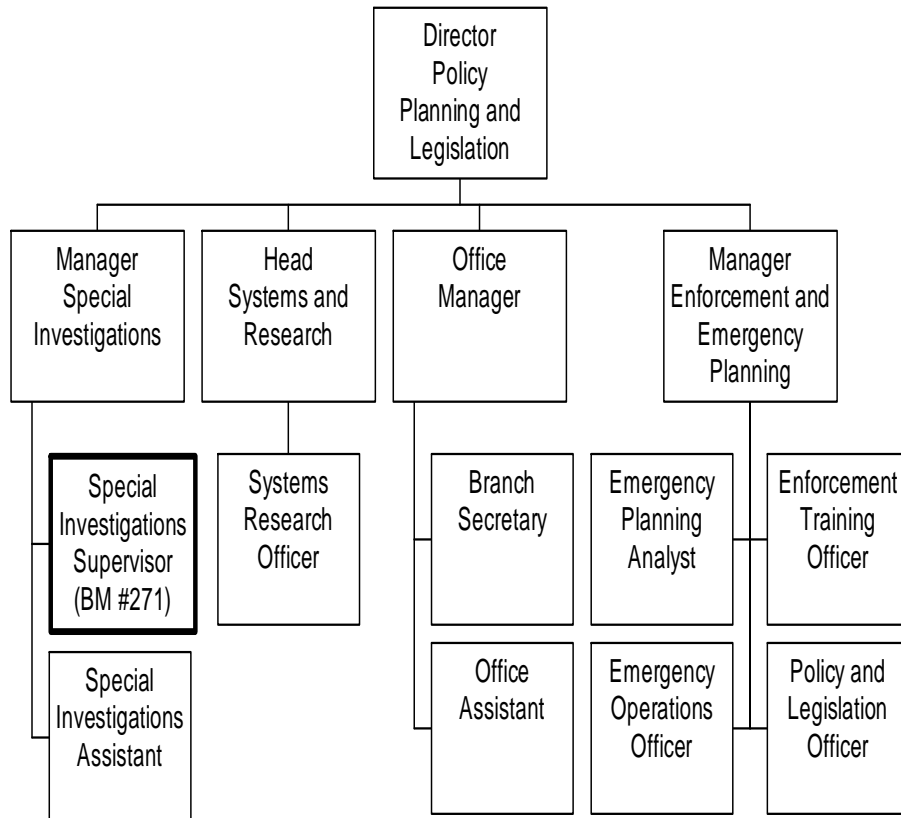 Director
Policy
Planning and
Legislation
Manager
Special
Investigations
Head
Systems and
Research
Office
Manager
Manager
Enforcement and
Emergency
Planning
Special
Investigations
Supervisor
(BM #271)
Systems
Research
Officer
Branch
Secretary
Emergency
Planning
Analyst
Enforcement
Training
Officer
Special
Investigations
Assistant
Office
Assistant
Emergency
Operations
Officer
Policy and
Legislation
Officer